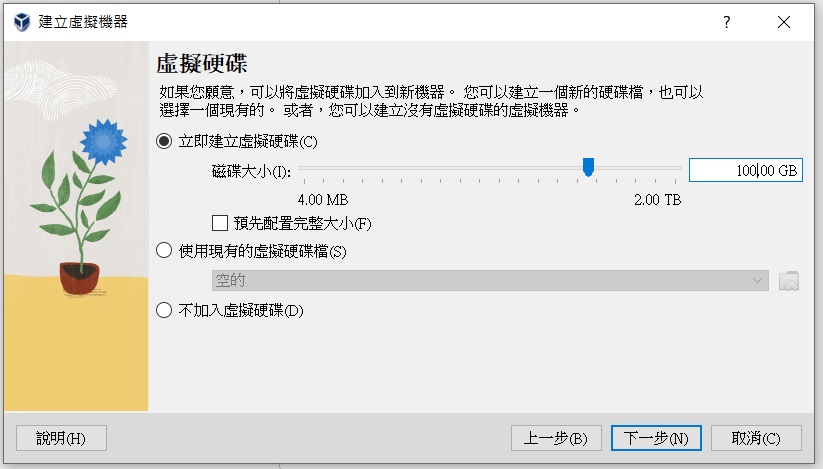 建立虛擬機器
?
虛擬硬碟
如果您願意，可以將虛擬硬碟加入到新機器。 您可以建立一個新的硬碟檔，也可以
選擇一個現有的。 或者，您可以建立沒有虛擬硬碟的虛擬機器。
立即建立虛擬硬碟(C)
磁碟大小(I):
100.00 GB
4.00 MB
2.00 TB
預先配置完整大小(F)
使用現有的虛擬硬碟檔(S)
空的
不加入虛擬硬碟(D)
說明(H)
上一步(B)
下一步(N)
取消(C)